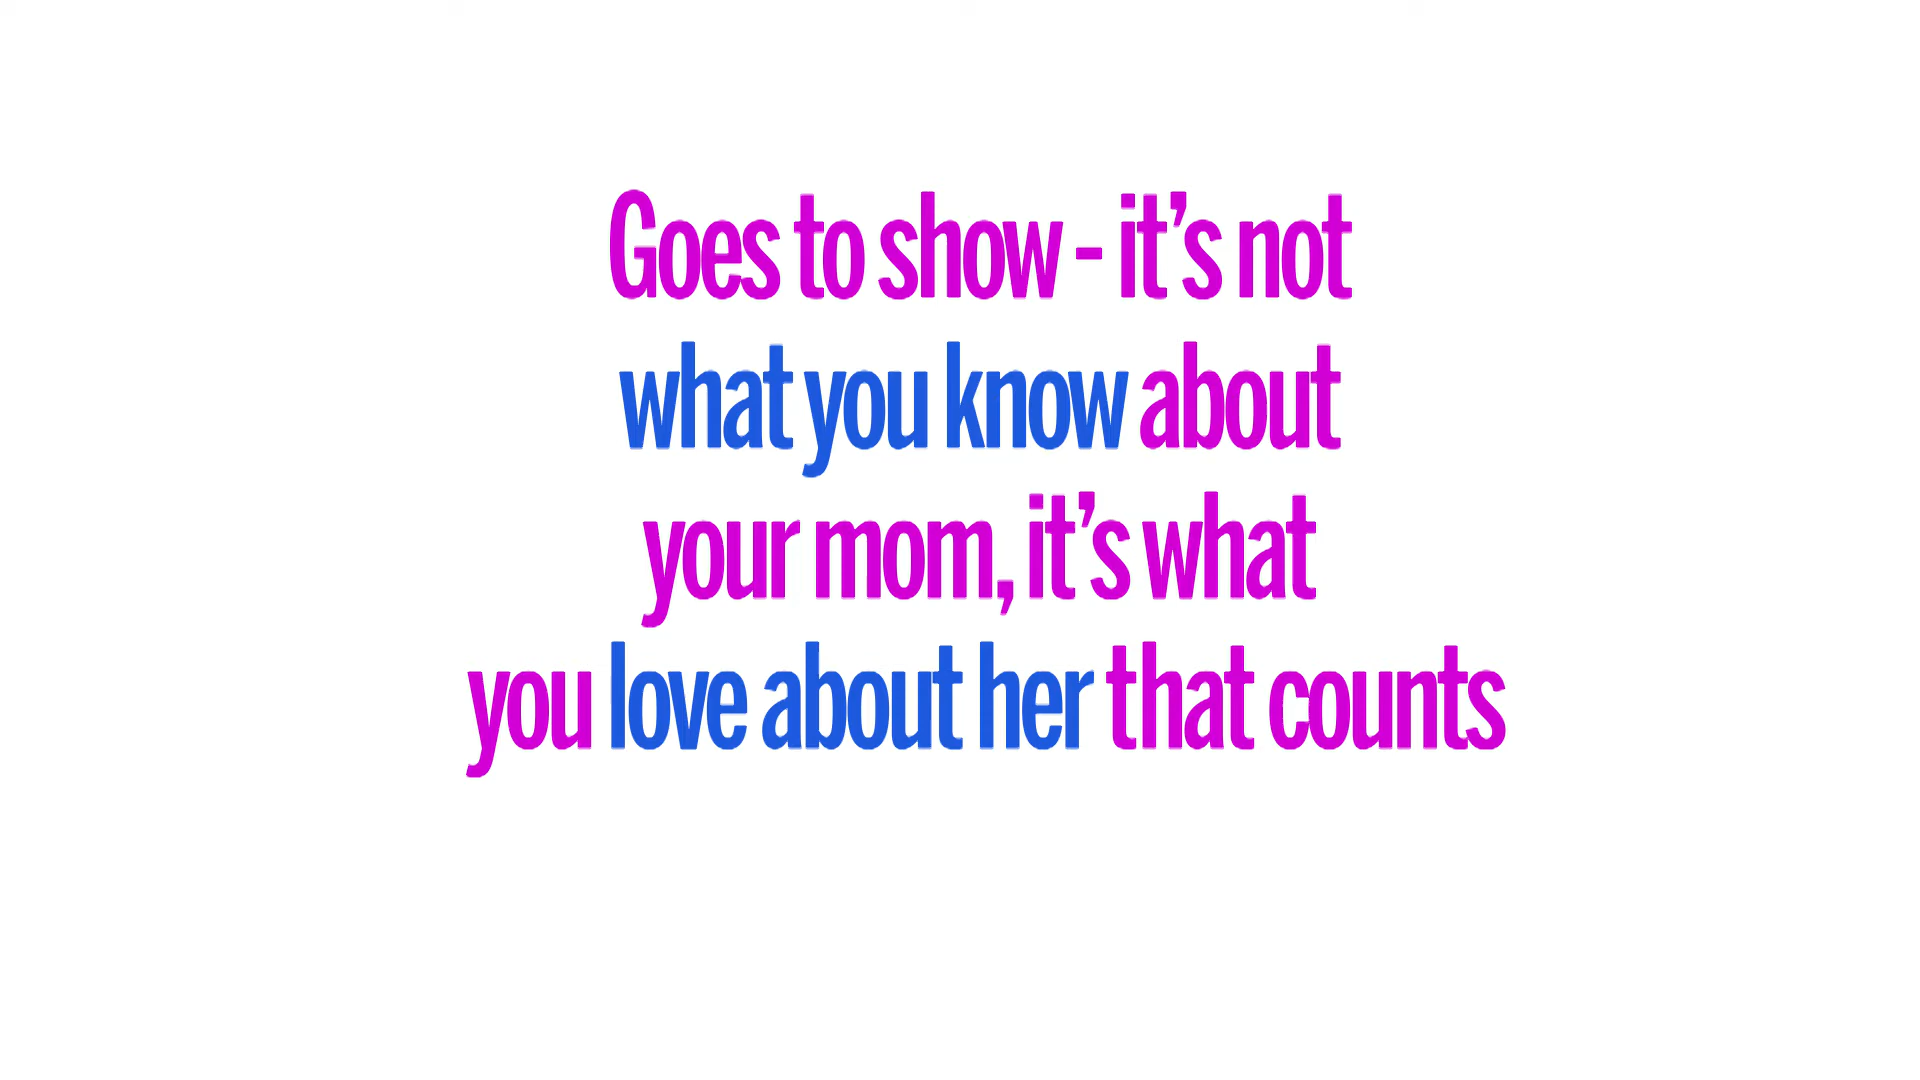 Goes to show - it’s not
what you know about
your mom, it’s what
you love about her that counts